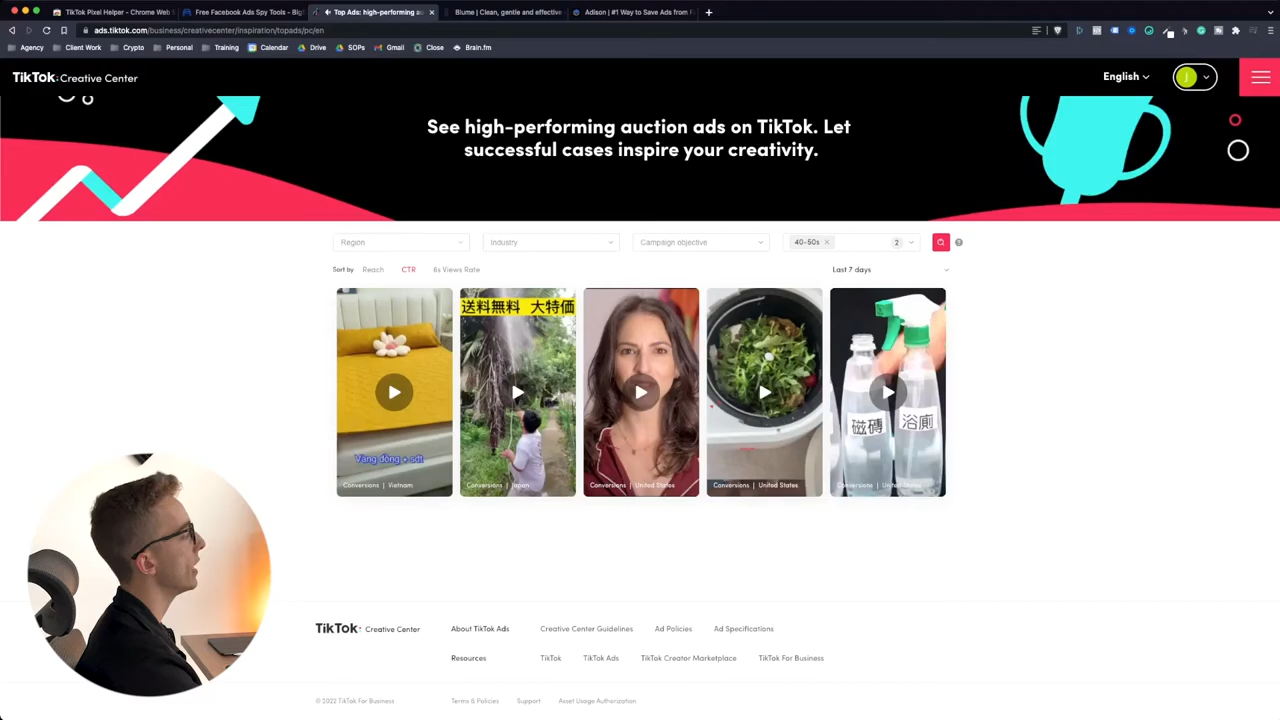 TikTok Pixel Helper - Chrome Web
Free Facebook Ads Spy Tools - Big
Top Ads: high-performing a
Blume | Clean, gentle and effective
Adison | #1 Way to Save Ads from F
ads.tiktok.com/business/creativecenter/inspiration/topads/pc/en
Agency
Client Work
Crypto
Personal
Training
Calendar
Drive
SOPs
Gmail
Close
Brain.fm
TikTok: Creative Center
English
J
See high-performing auction ads on TikTok. Let
successful cases inspire your creativity.
Region
Industry
Campaign objective
40-50s
2
Sort by
Reach
CTR
6s Views Rate
Last 7 days
送料無料 大特価
磁磚
浴廁
Vàng đồng + sdt
Conversions | Vietnam
Conversions | Japan
Conversions | United States
Conversions | United States
Conversions | United States
TikTok: Creative Center
About TikTok Ads
Creative Center Guidelines
Ad Policies
Ad Specifications
Resources
TikTok
TikTok Ads
TikTok Creator Marketplace
TikTok For Business
© 2022 TikTok For Business
Terms & Policies
Support
Asset Usage Authorization